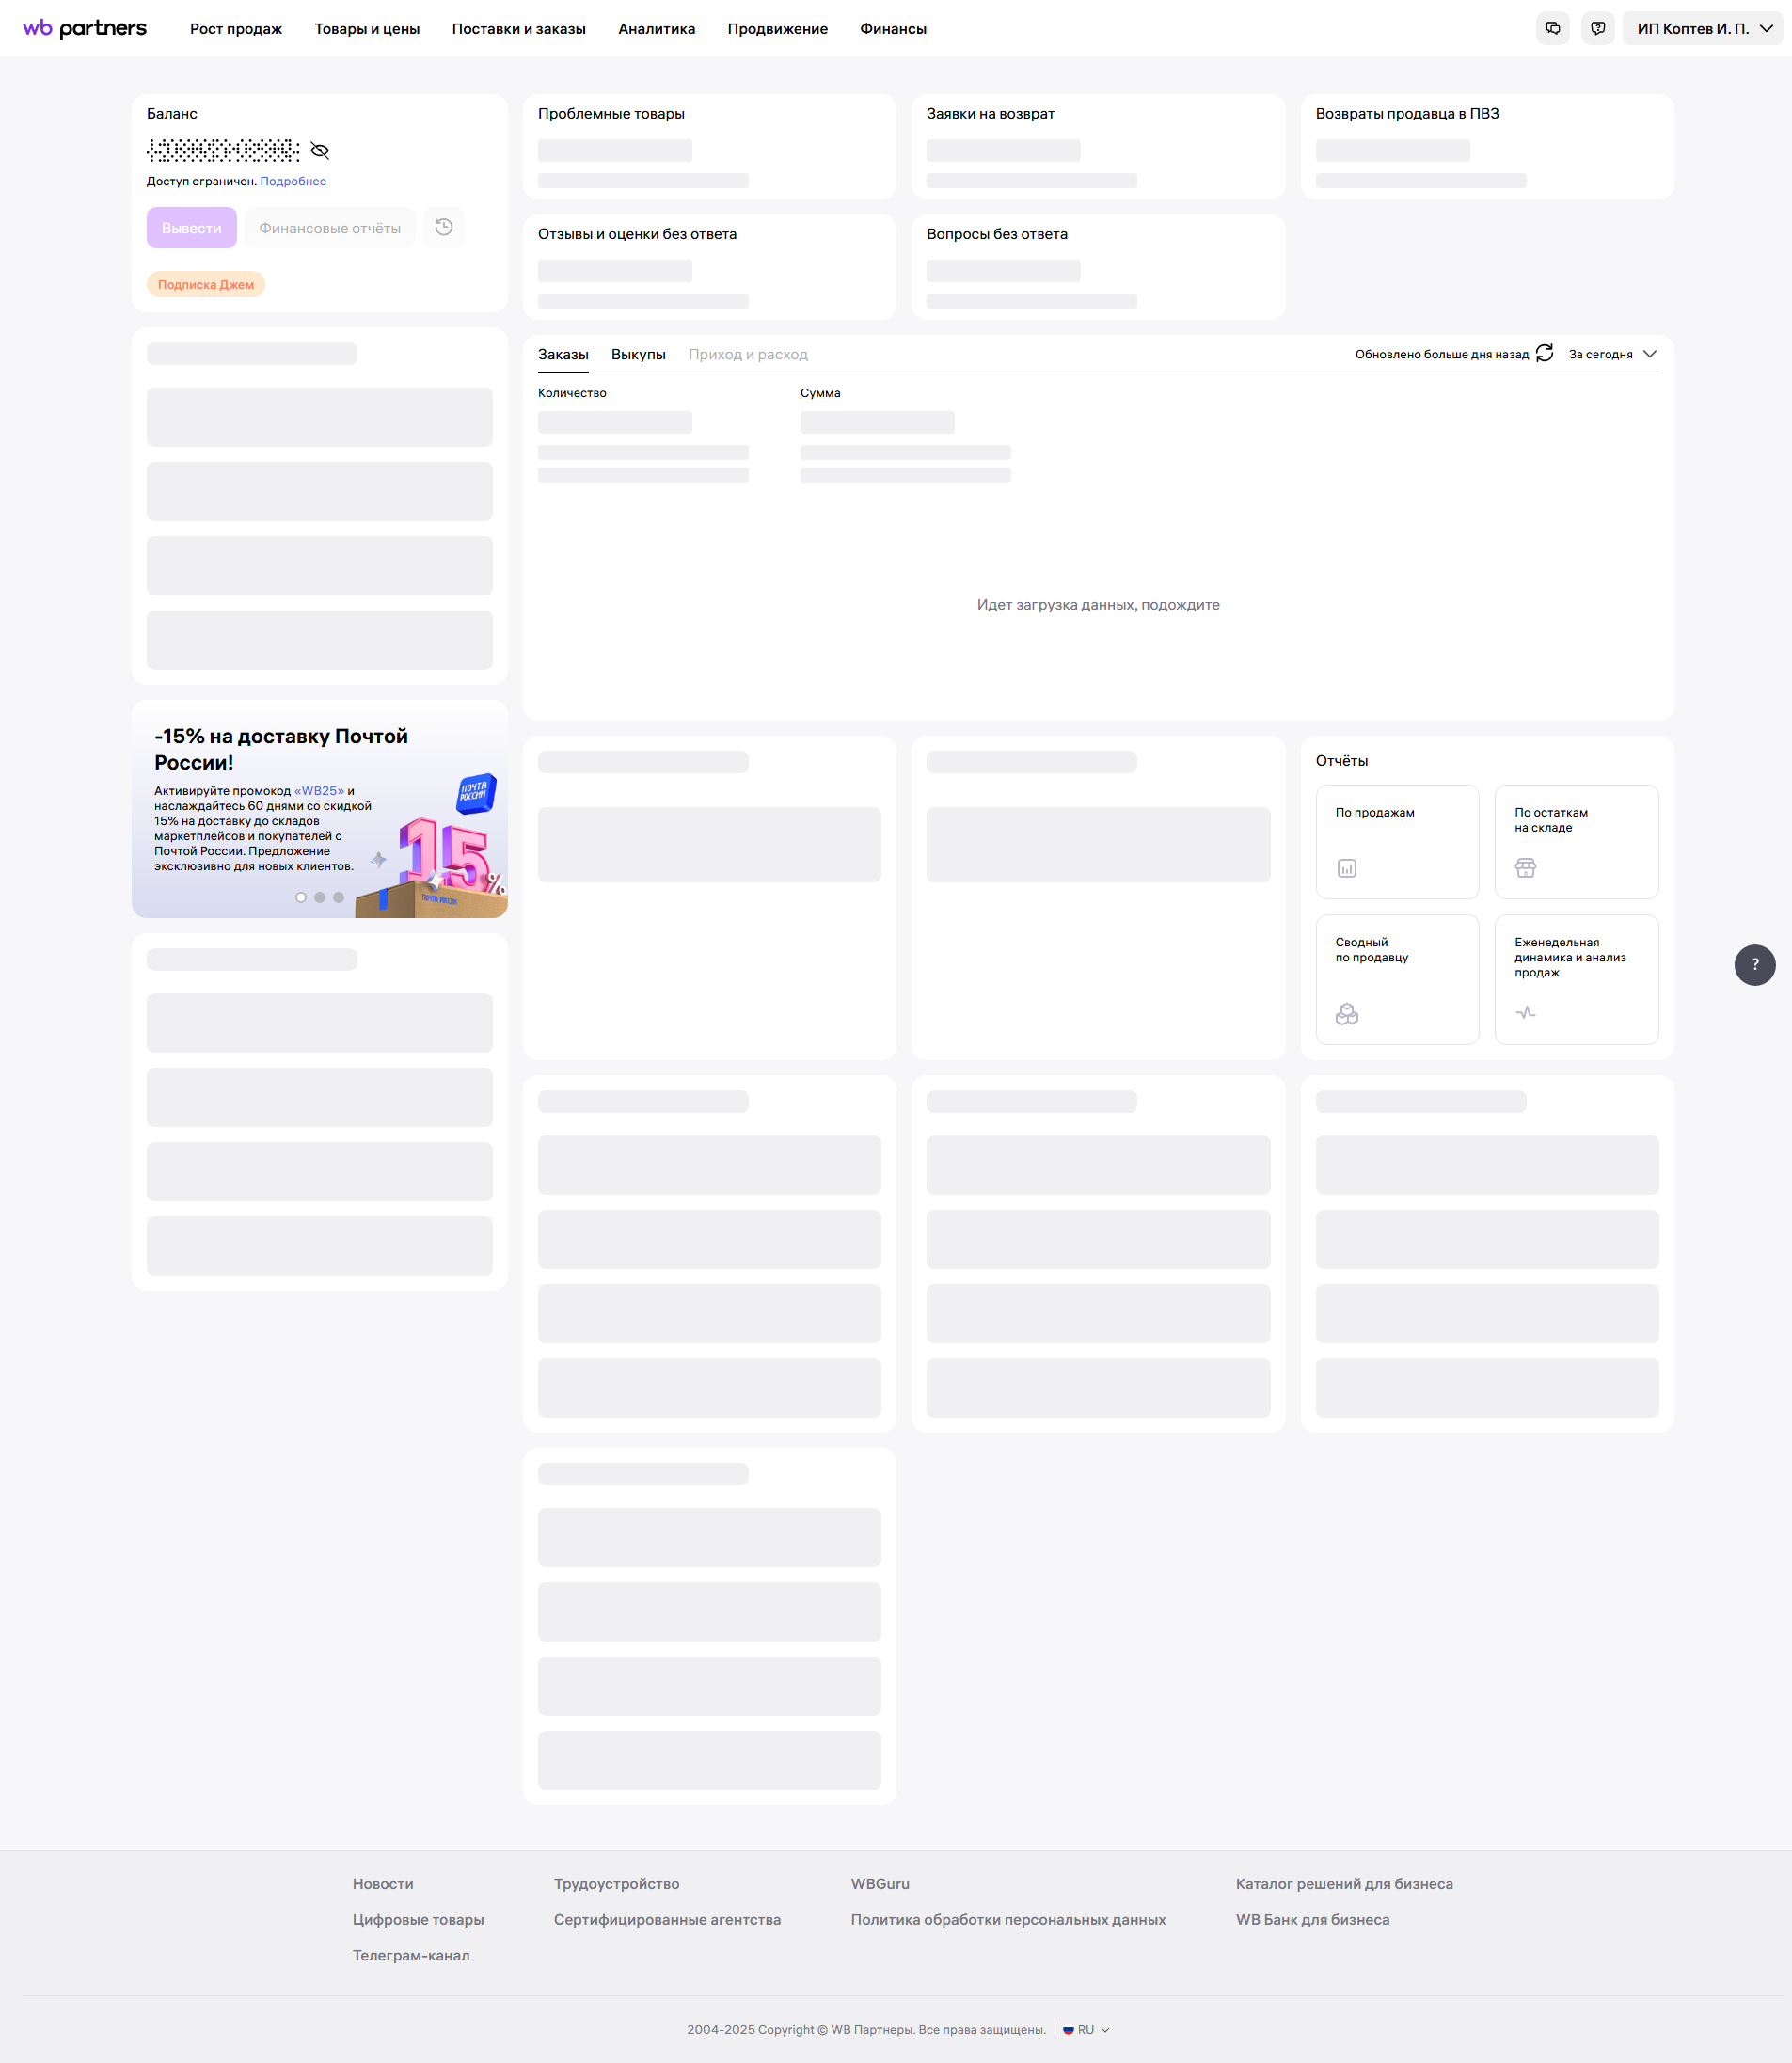 wb partners
Рост продаж
Товары и цены
Поставки и заказы
Аналитика
Продвижение
Финансы
ИП Коптев И. П.
Баланс
Доступ ограничен. Подробнее
Вывести
Финансовые отчёты
Подписка Джем
Проблемные товары
Заявки на возврат
Возвраты продавца в ПВЗ
Отзывы и оценки без ответа
Вопросы без ответа
Заказы
Выкупы
Приход и расход
Обновлено больше дня назад
За сегодня
Количество
Сумма
Идет загрузка данных, подождите
-15% на доставку Почтой
России!
Активируйте промокод «WB25» и
наслаждайтесь 60 днями со скидкой
15% на доставку до складов
маркетплейсов и покупателей с
Почтой России. Предложение
эксклюзивно для новых клиентов.
ПОЧТА
РОССИИ
15%
ПОЧТА РОССИИ
Отчёты
По продажам
По остаткам
на складе
Сводный
по продавцу
Еженедельная
динамика и анализ
продаж
?
Новости
Трудоустройство
WBGuru
Каталог решений для бизнеса
Цифровые товары
Сертифицированные агентства
Политика обработки персональных данных
WB Банк для бизнеса
Телеграм-канал
2004-2025 Copyright © WB Партнеры. Все права защищены.
RU